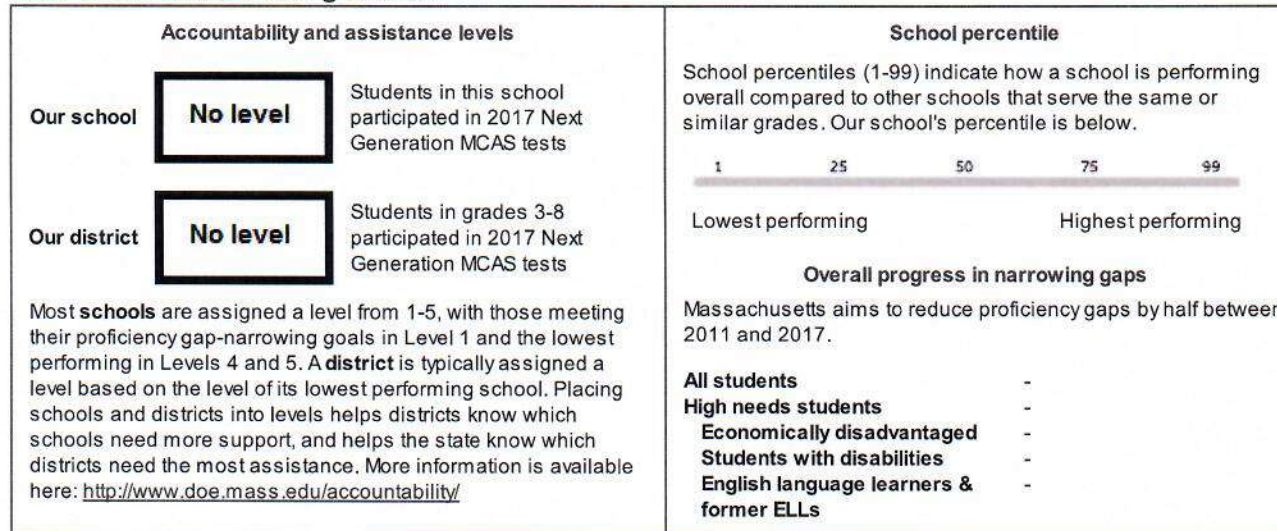 Accountability and assistance levels
Our school
No level
Students in this school
participated in 2017 Next
Generation MCAS tests
Our district
No level
Students in grades 3-8
participated in 2017 Next
Generation MCAS tests
Most schools are assigned a level from 1-5, with those meeting
their proficiency gap-narrowing goals in Level 1 and the lowest
performing in Levels 4 and 5. A district is typically assigned a
level based on the level of its lowest performing school. Placing
schools and districts into levels helps districts know which
schools need more support, and helps the state know which
districts need the most assistance. More information is available
here: http://www.doe.mass.edu/accountability/
School percentile
School percentiles (1-99) indicate how a school is performing
overall compared to other schools that serve the same or
similar grades. Our school's percentile is below.
1 25 50 75 99
Lowest performing Highest performing
Overall progress in narrowing gaps
Massachusetts aims to reduce proficiency gaps by half between
2011 and 2017.
All students -
High needs students -
Economically disadvantaged -
Students with disabilities -
English language learners & -
former ELLs